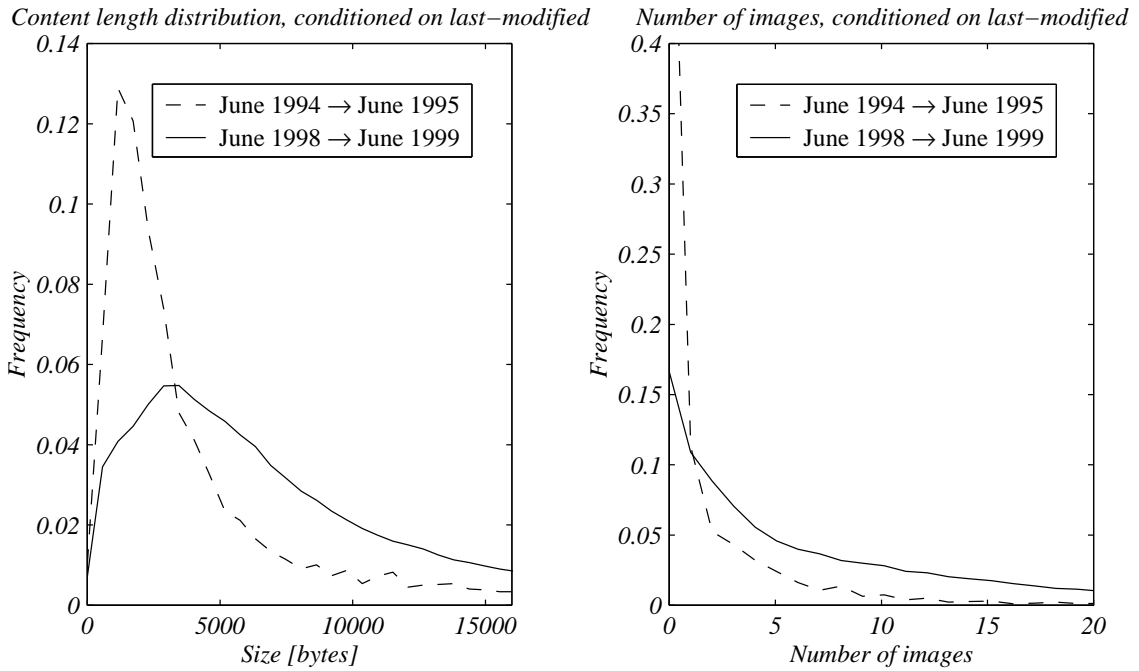 Content length distribution, conditioned on last−modified
0.14
0.12
0.1
0.08
0.06
0.04
0.02
0
Frequency
June 1994 → June 1995
June 1998 → June 1999
0
5000
10000
15000
Size [bytes]
Number of images, conditioned on last−modified
0.4
0.35
0.3
0.25
0.2
0.15
0.1
0.05
0
Frequency
June 1994 → June 1995
June 1998 → June 1999
0
5
10
15
20
Number of images